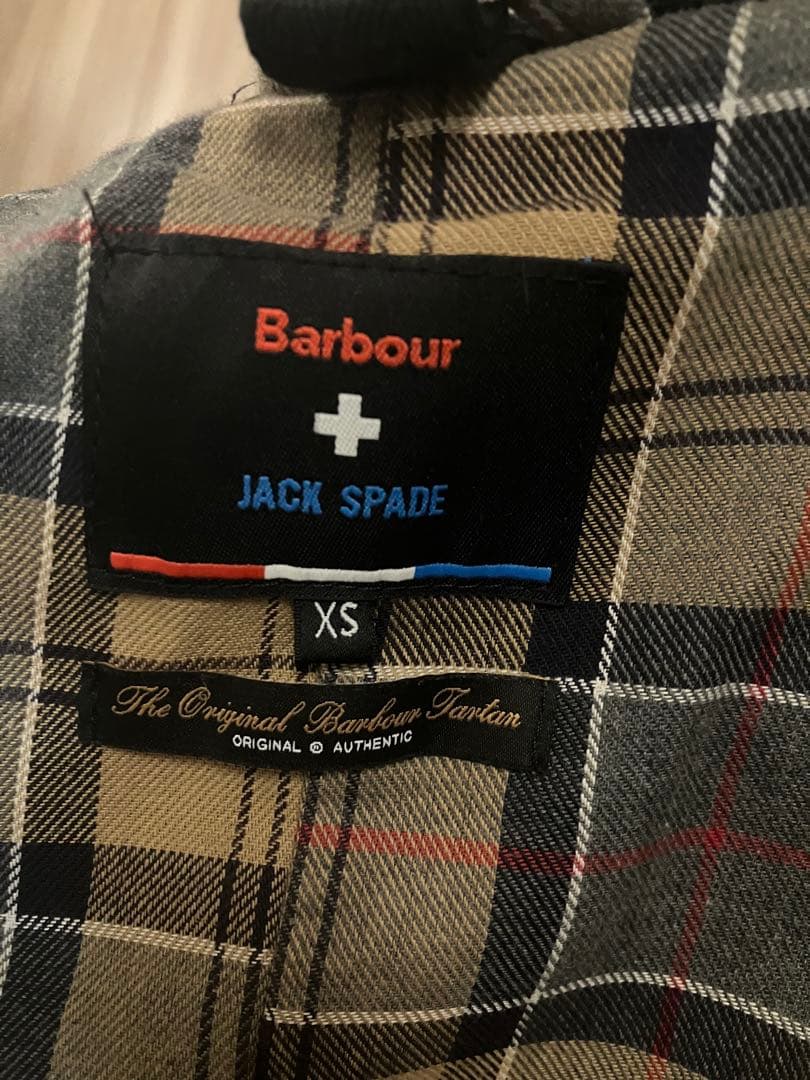 Barbour
JACK SPADE
XS
The Original Barbour Tartan
ORIGINAL ® AUTHENTIC